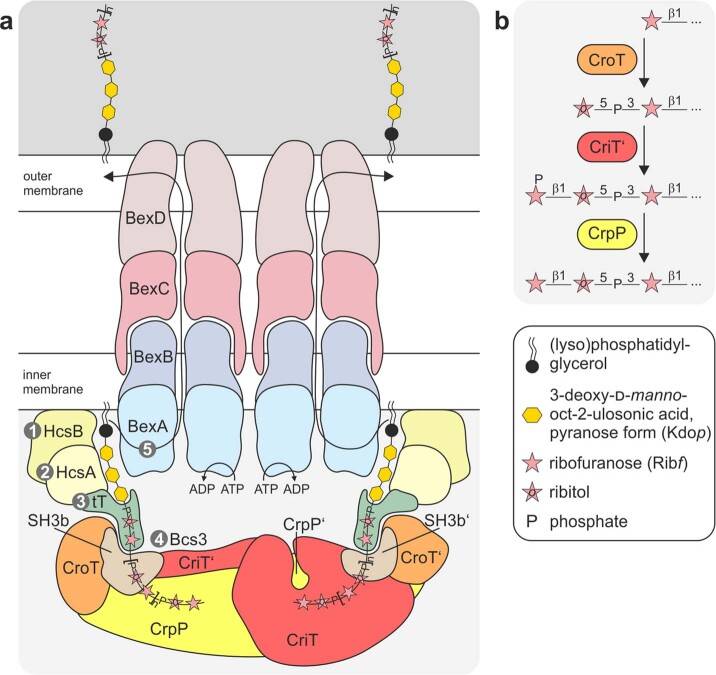 a
n
P
n
P
outer
membrane
BexD
BexC
BexB
inner
membrane
BexA
5
1 HcsB
2 HcsA
3 tT
ADP ATP ATP ADP
SH3b
4 Bcs3
CrpP‘
SH3b‘
P
P
n
n
CroT
CriT‘
CroT‘
P
P
CrpP
CriT
b
β1 ...
CroT
5 P 3 β1 ...
CriT‘
P
β1 5 P 3 β1 ...
CrpP
β1 5 P 3 β1 ...
(lyso)phosphatidyl-
glycerol
3-deoxy-D-manno-
oct-2-ulosonic acid,
pyranose form (Kdop)
ribofuranose (Ribf)
ribitol
P phosphate